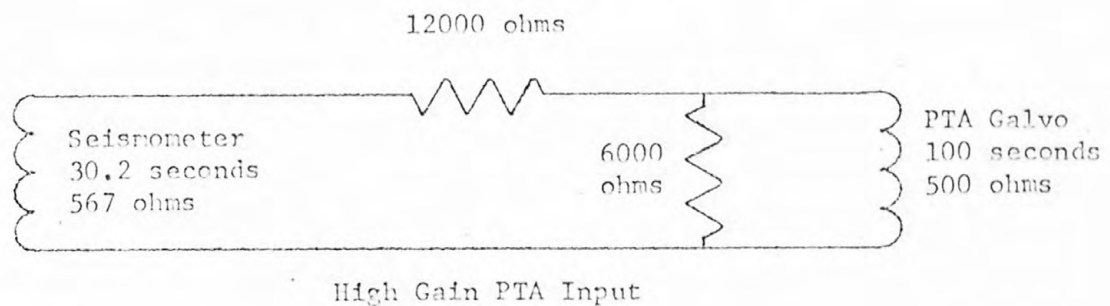 12000 ohms
Seismometer
30.2 seconds
567 ohms
6000
ohms
PTA Galvo
100 seconds
500 ohms
High Gain PTA Input